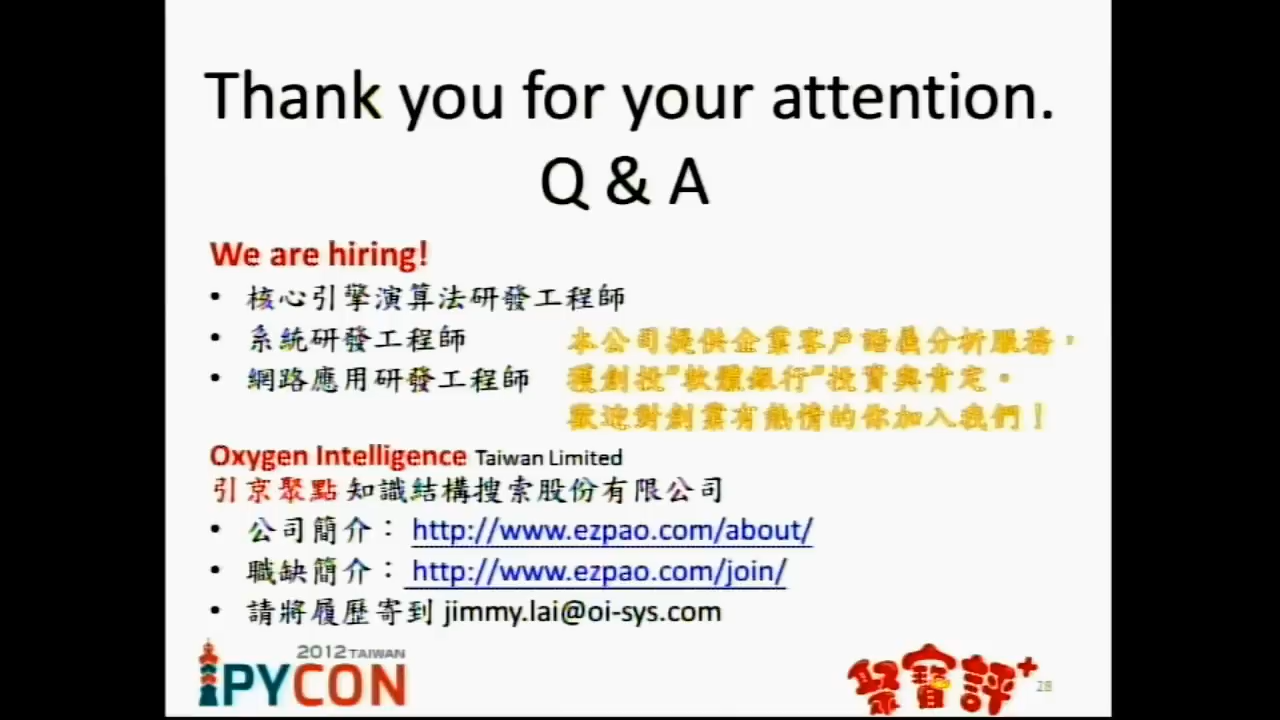 Thank you for your attention.
Q & A
We are hiring!
• 核心引擎演算法研發工程師
• 系統研發工程師
• 網路應用研發工程師
本公司提供企業客戶語意分析服務，
獲創投"軟體銀行"投資與肯定。
歡迎對創業有熱情的你加入我們！
Oxygen Intelligence Taiwan Limited
引京聚點 知識結構搜索股份有限公司
• 公司簡介： http://www.ezpao.com/about/
• 職缺簡介： http://www.ezpao.com/join/
• 請將履歷寄到 jimmy.lai@oi-sys.com
2012 TAIWAN
PYCON
聚寶評+
28